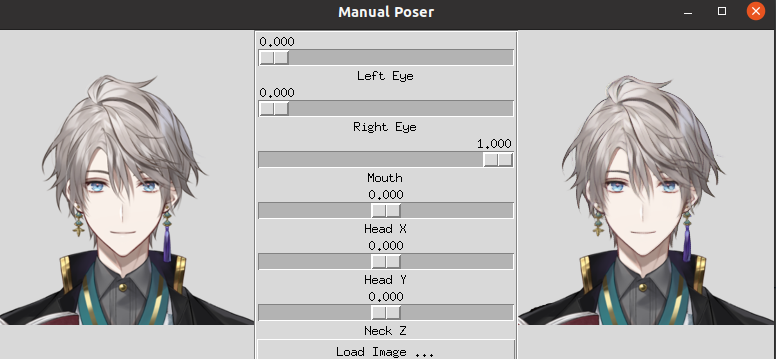 Manual Poser
0.000
Left Eye
0.000
Right Eye
1.000
Mouth
0.000
Head X
0.000
Head Y
0.000
Neck Z
Load Image ...